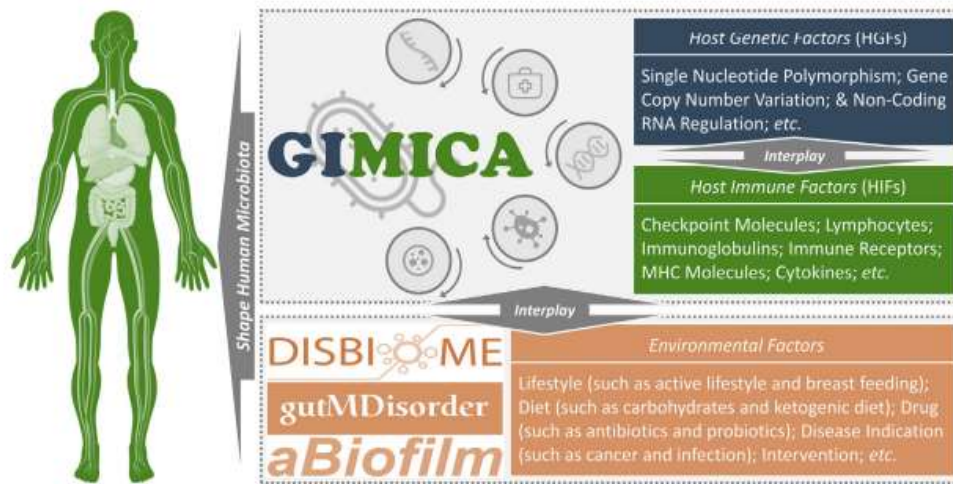 Shape Human Microbiota
GIMICA
Host Genetic Factors (HGFs)
Single Nucleotide Polymorphism; Gene
Copy Number Variation; & Non-Coding
RNA Regulation; etc.
Interplay
Host Immune Factors (HIFs)
Checkpoint Molecules; Lymphocytes;
Immunoglobulins; Immune Receptors;
MHC Molecules; Cytokines; etc.
Interplay
DISBIOME
gutMDisorder
aBiofilm
Environmental Factors
Lifestyle (such as active lifestyle and breast feeding);
Diet (such as carbohydrates and ketogenic diet); Drug
(such as antibiotics and probiotics); Disease Indication
(such as cancer and infection); Intervention; etc.